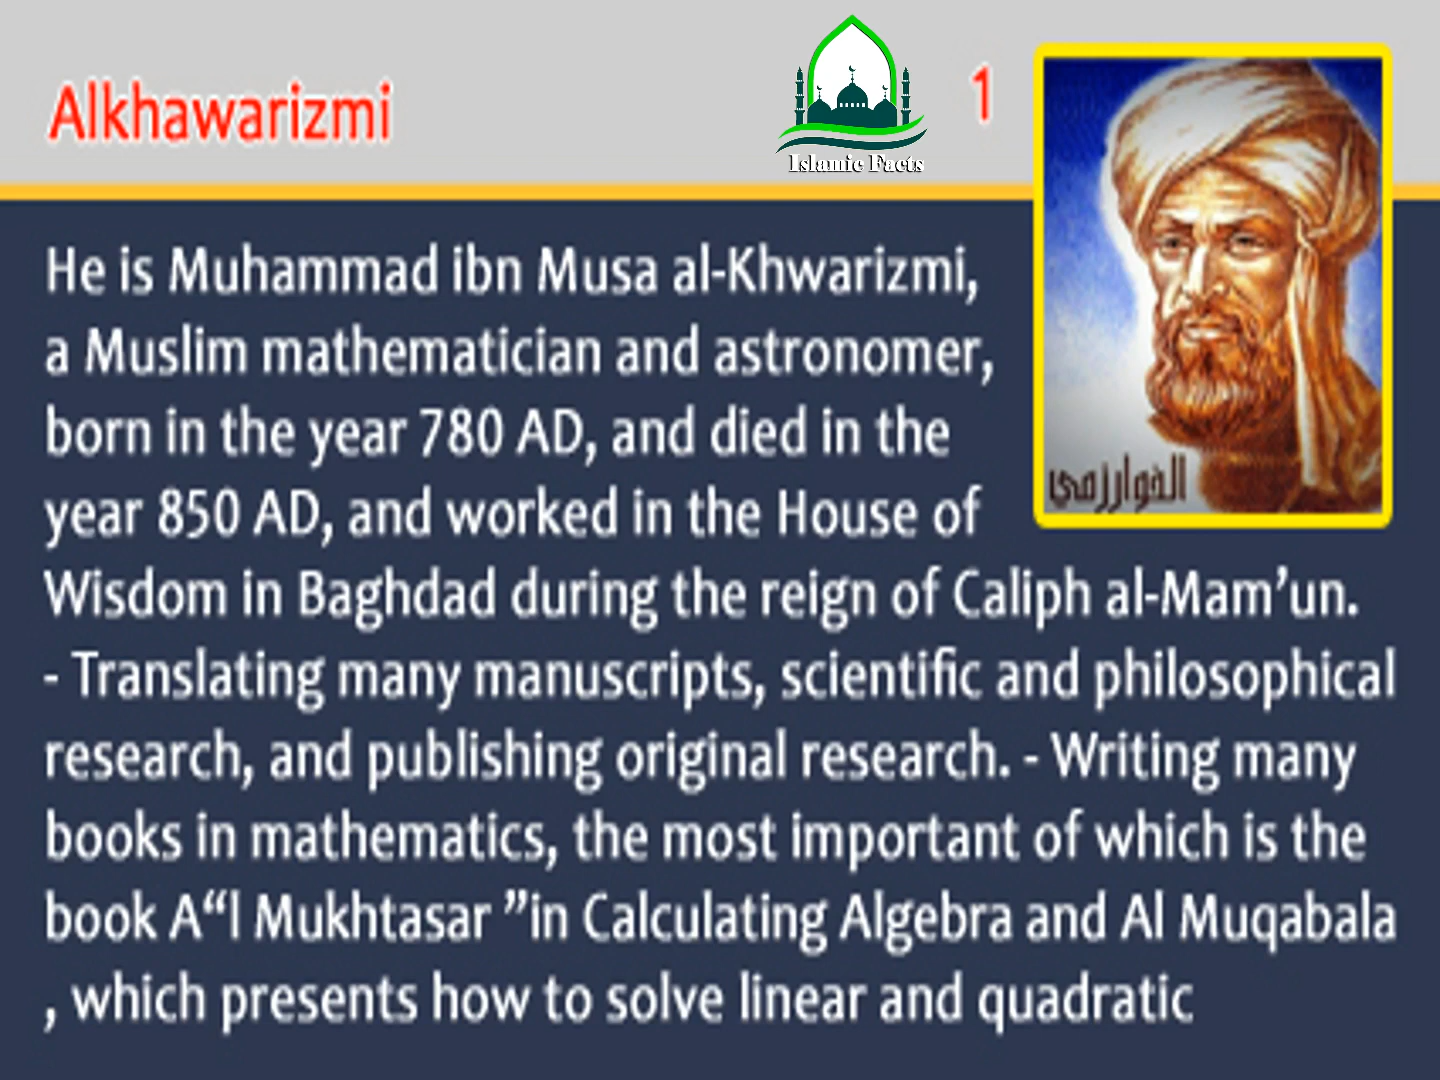 Alkhawarizmi
Islamic Facts
1
الخوارزمي
He is Muhammad ibn Musa al-Khwarizmi,
a Muslim mathematician and astronomer,
born in the year 780 AD, and died in the
year 850 AD, and worked in the House of
Wisdom in Baghdad during the reign of Caliph al-Mam’un.
- Translating many manuscripts, scientific and philosophical
research, and publishing original research. - Writing many
books in mathematics, the most important of which is the
book A“l Mukhtasar ”in Calculating Algebra and Al Muqabala
, which presents how to solve linear and quadratic